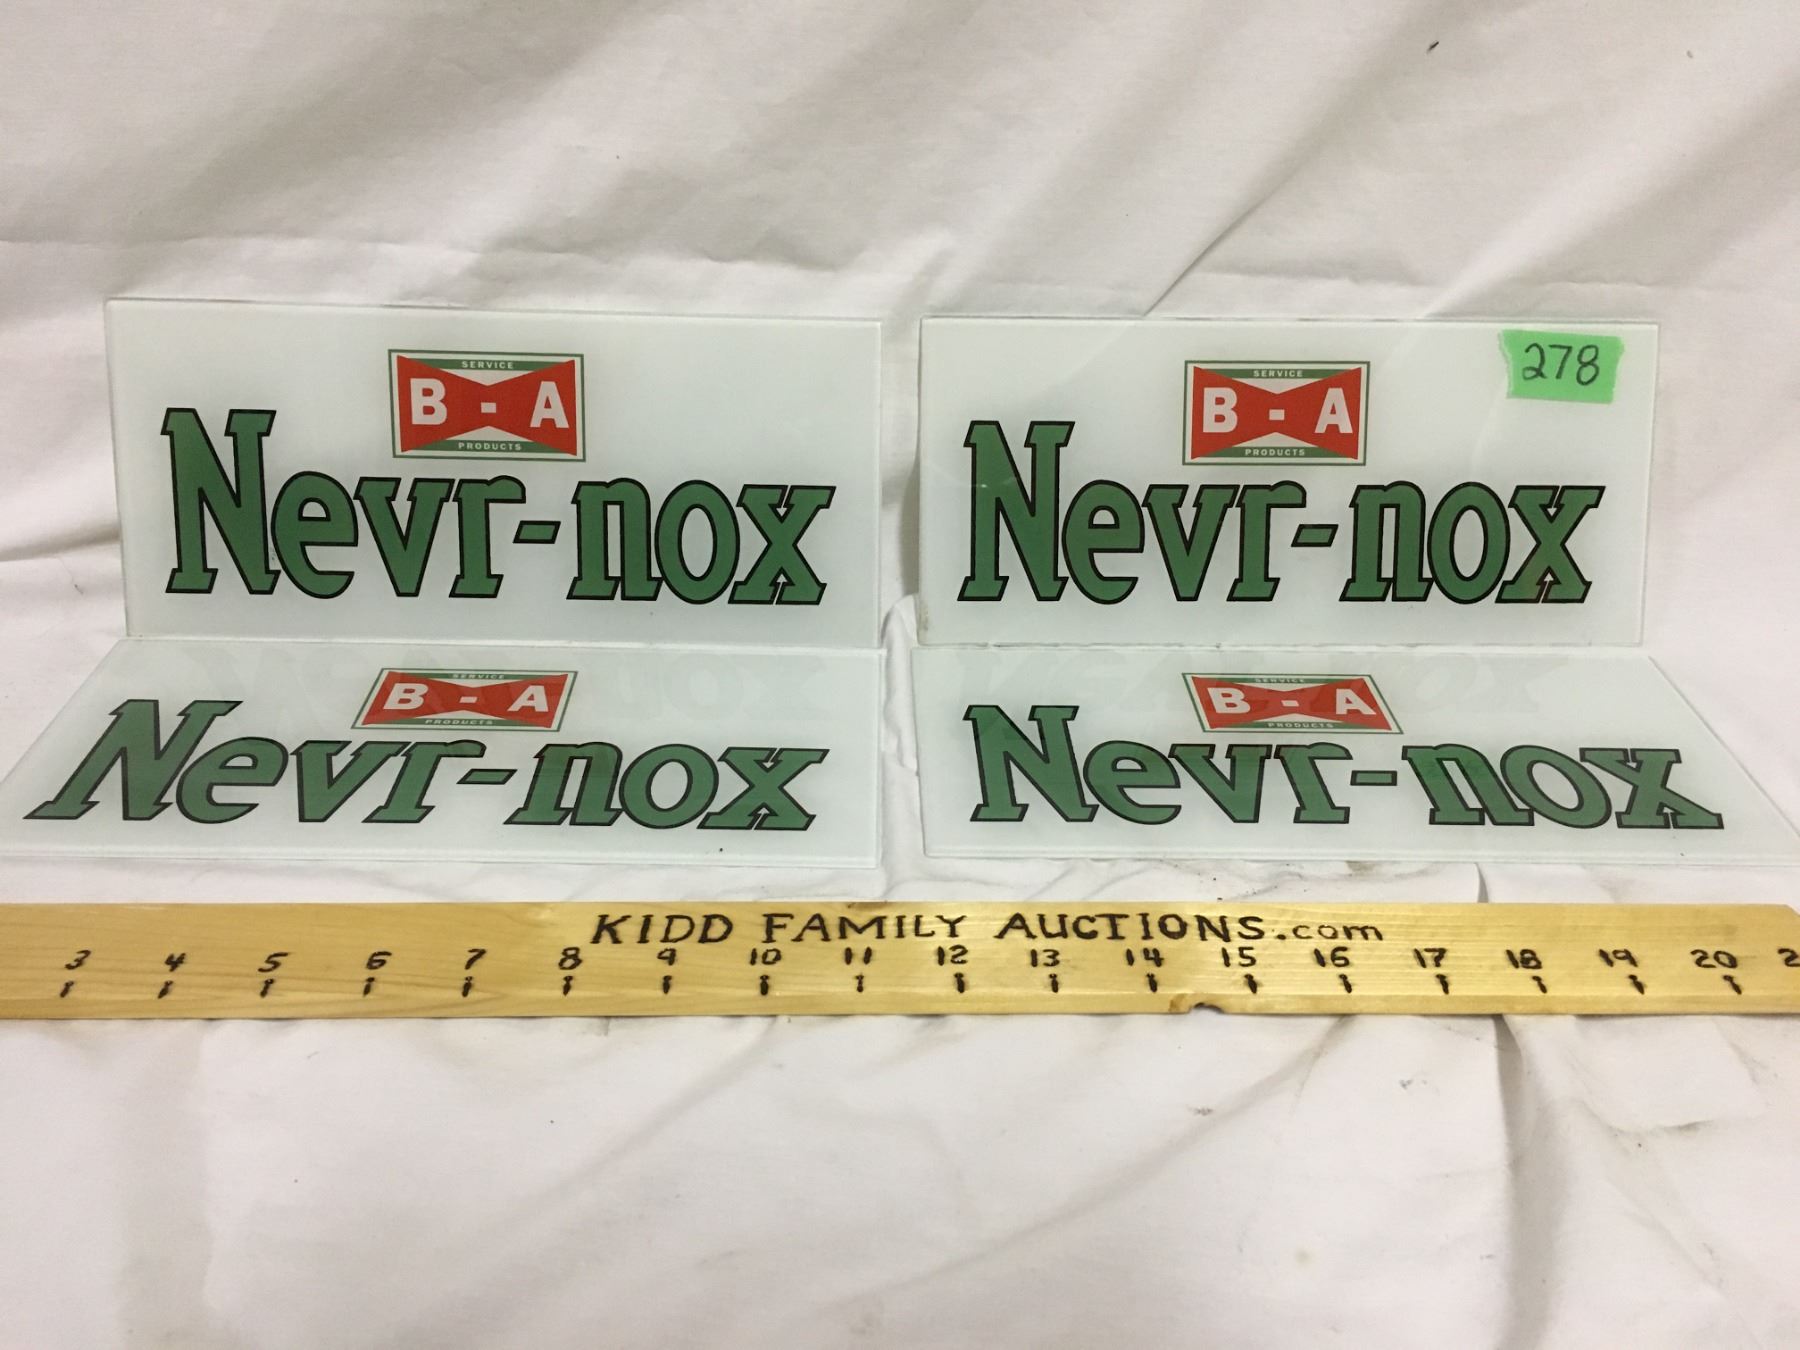 SERVICE
B - A
PRODUCTS
Nevr-nox
SERVICE
B - A
PRODUCTS
Nevr-nox
278
SERVICE
B - A
PRODUCTS
Nevr-nox
SERVICE
B - A
PRODUCTS
Nevr-nox
KIDD FAMILY AUCTIONS.com
3 4 5 6 7 8 9 10 11 12 13 14 15 16 17 18 19 20 2